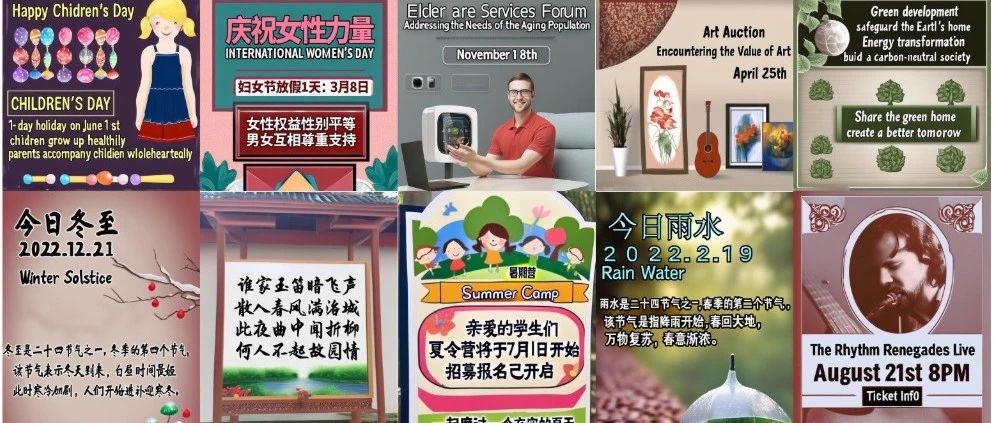 Happy Chidren's Day
CHILDREN'S DAY
1-day holiday on June 1 st
chidren grow up healthily
parents accompany childien wloleheartedly
庆祝女性力量
INTERNATIONAL WOMEN'S DAY
妇女节放假1天：3月8日
女性权益性别平等
男女互相尊重支持
Elder are Services Forum
Addressing the Needs of the Aging Population
November 18th
Art Auction
Encountering the Value of Art
April 25th
Green development
safeguard the Eartl's home
Energy transformation
buid a carbon-neutral society
Share the green home
create a better tomorow
今日冬至
2022.12.21
Winter Solstice
冬至是二十四节气之一，冬季的第四个节气，
该节气表示冬天到来，白昼时间最短
此时寒冷加剧，人们开始进补迎寒冬。
谁家玉笛暗飞声
散入春风满洛城
此夜曲中闻折柳
何人不起故园情
暑期营
Summer Camp
亲爱的学生们
夏令营将于7月1日开始
招募报名已开启
今日雨水
2022.2.19
Rain Water
雨水是二十四节气之一，春季的第二个节气，
该节气是指降雨开始，春回大地，
万物复苏，春意渐浓。
The Rhythm Renegades Live
August 21st 8PM
Ticket Info